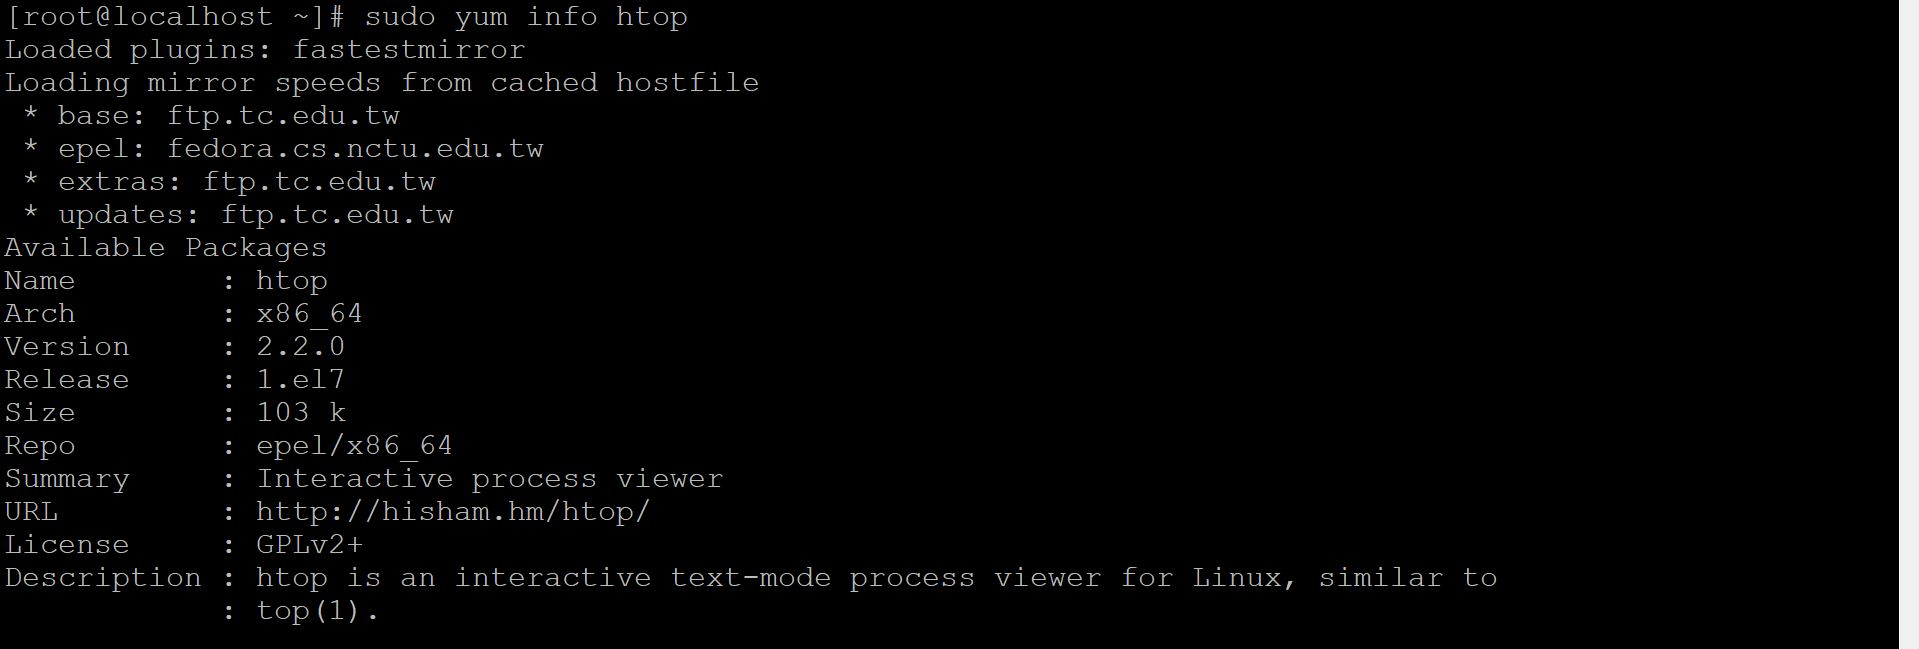 [root@localhost ~]# sudo yum info htop
Loaded plugins: fastestmirror
Loading mirror speeds from cached hostfile
 * base: ftp.tc.edu.tw
 * epel: fedora.cs.nctu.edu.tw
 * extras: ftp.tc.edu.tw
 * updates: ftp.tc.edu.tw
Available Packages
Name        : htop
Arch        : x86_64
Version     : 2.2.0
Release     : 1.el7
Size        : 103 k
Repo        : epel/x86_64
Summary     : Interactive process viewer
URL         : http://hisham.hm/htop/
License     : GPLv2+
Description : htop is an interactive text-mode process viewer for Linux, similar to
            : top(1).